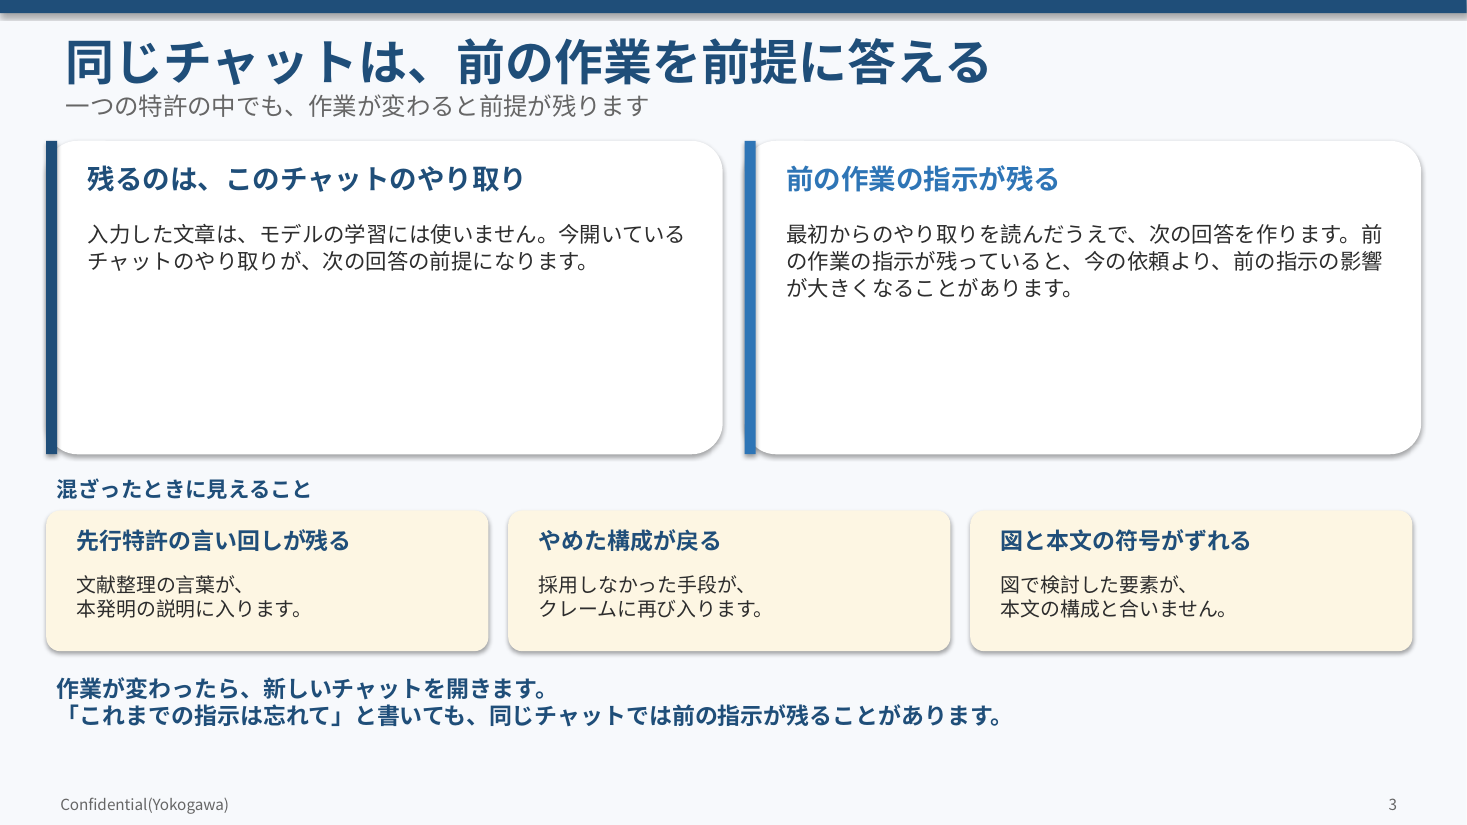 同じチャットは、前の作業を前提に答える
一つの特許の中でも、作業が変わると前提が残ります
残るのは、このチャットのやり取り
入力した文章は、モデルの学習には使いません。今開いている
チャットのやり取りが、次の回答の前提になります。
前の作業の指示が残る
最初からのやり取りを読んだうえで、次の回答を作ります。前
の作業の指示が残っていると、今の依頼より、前の指示の影響
が大きくなることがあります。
混ざったときに見えること
先行特許の言い回しが残る
文献整理の言葉が、
本発明の説明に入ります。
やめた構成が戻る
採用しなかった手段が、
クレームに再び入ります。
図と本文の符号がずれる
図で検討した要素が、
本文の構成と合いません。
作業が変わったら、新しいチャットを開きます。
「これまでの指示は忘れて」と書いても、同じチャットでは前の指示が残ることがあります。
Confidential(Yokogawa)
3